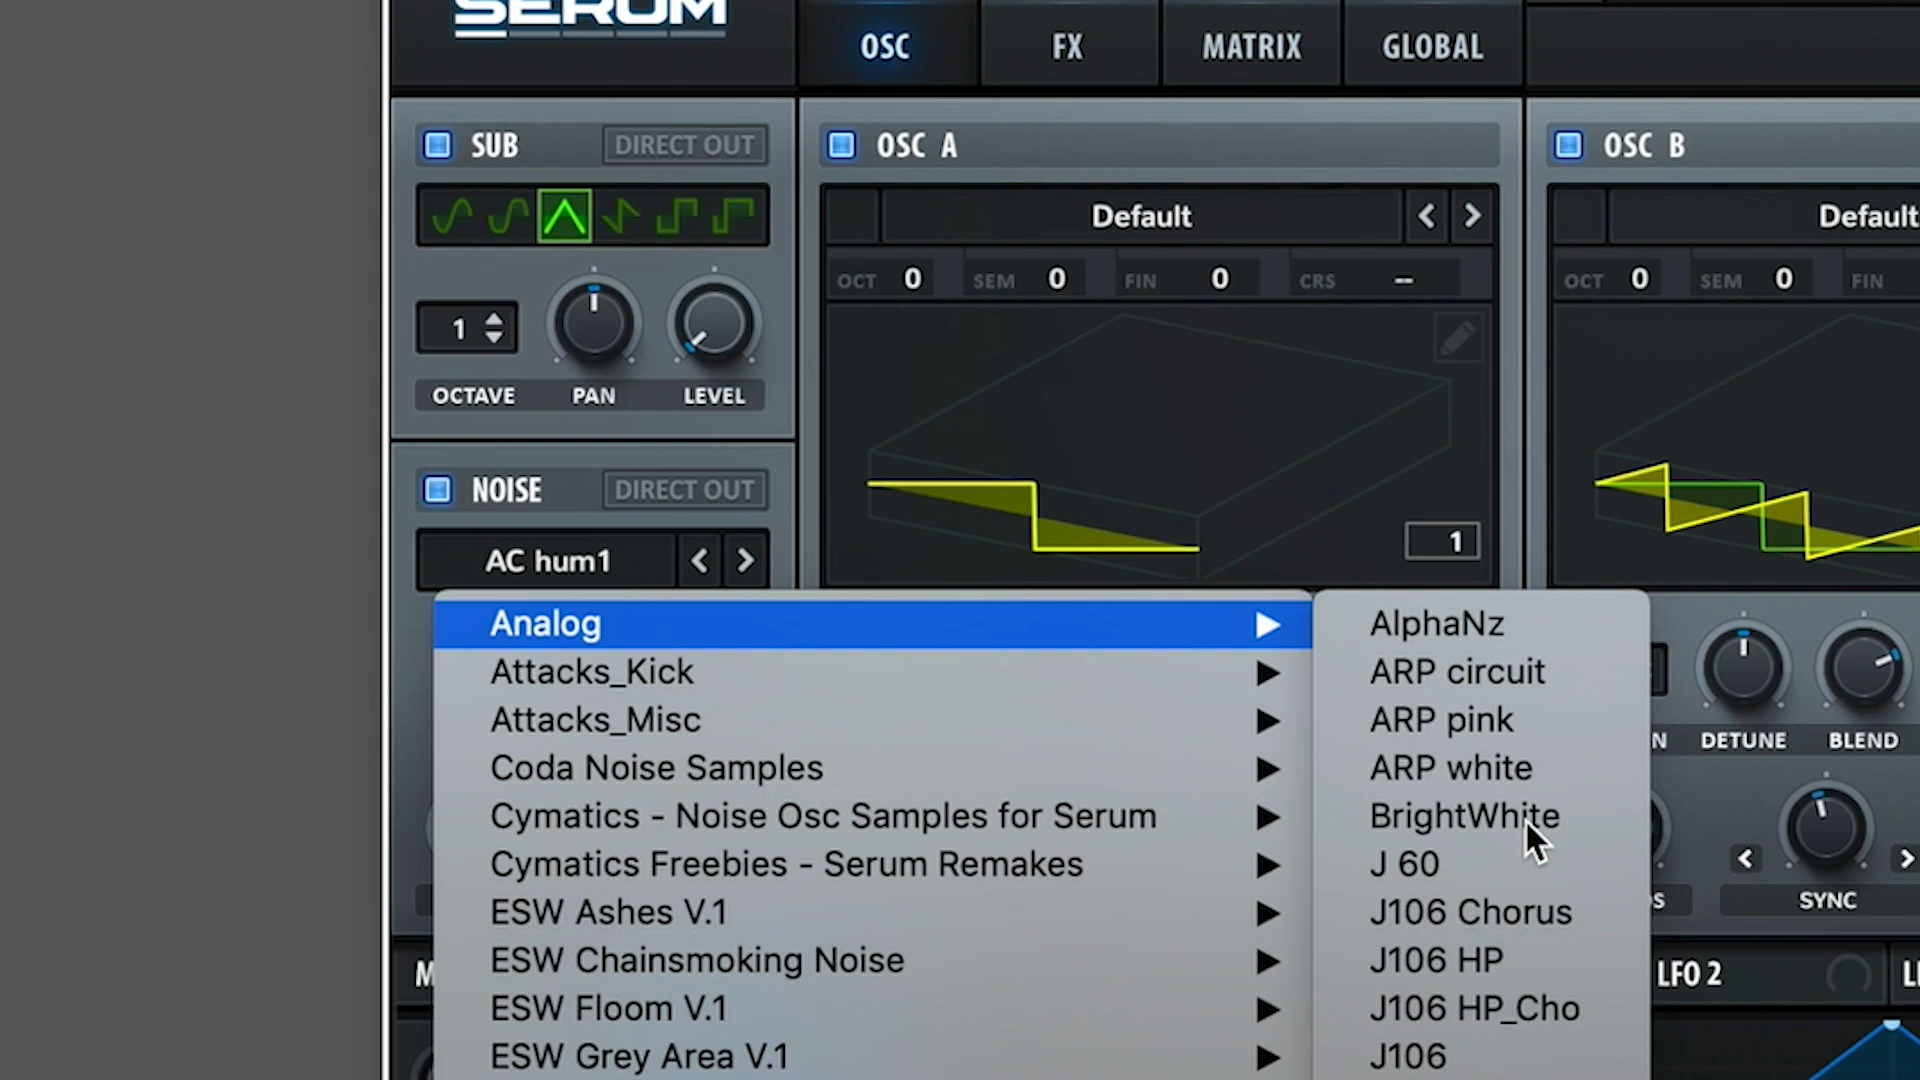 SERUM
OSC
FX
MATRIX
GLOBAL
SUB
DIRECT OUT
OSC A
OSC B
Default
Default
OCT 0
SEM 0
FIN 0
CRS --
OCT 0
SEM 0
FIN
1
OCTAVE
PAN
LEVEL
NOISE
DIRECT OUT
1
AC hum1
Analog
Attacks_Kick
Attacks_Misc
Coda Noise Samples
Cymatics - Noise Osc Samples for Serum
Cymatics Freebies - Serum Remakes
ESW Ashes V.1
ESW Chainsmoking Noise
ESW Floom V.1
ESW Grey Area V.1
AlphaNz
ARP circuit
ARP pink
ARP white
BrightWhite
J 60
J106 Chorus
J106 HP
J106 HP_Cho
J106
DETUNE
BLEND
SYNC
LFO 2